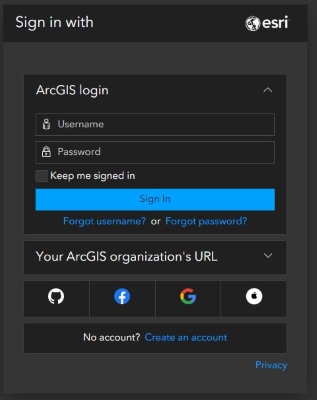 Sign in with
esri
ArcGIS login
Username
Password
Keep me signed in
Sign In
Forgot username? or Forgot password?
Your ArcGIS organization's URL
No account? Create an account
Privacy